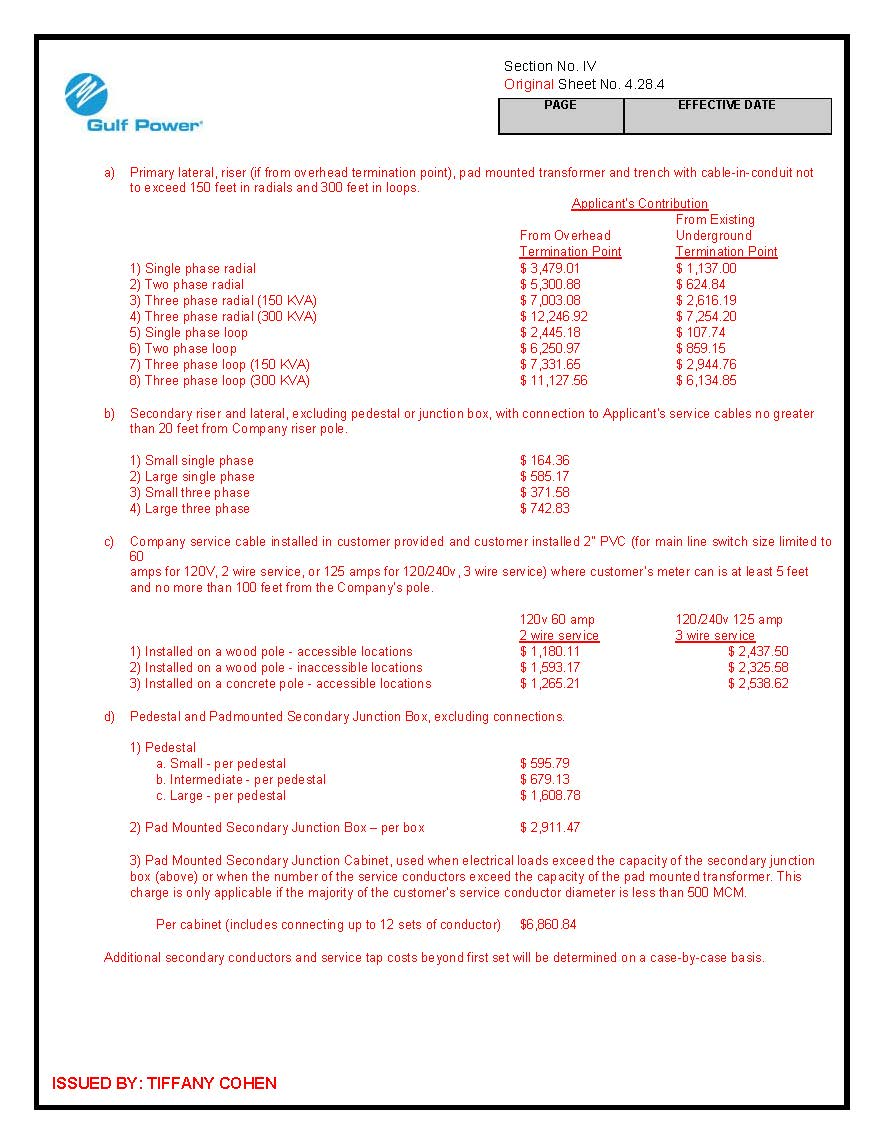 Section No. IV
Original Sheet No. 4.28.4
PAGE EFFECTIVE DATE
Gulf Power®
a) Primary lateral, riser (if from overhead termination point), pad mounted transformer and trench with cable-in-conduit not
to exceed 150 feet in radials and 300 feet in loops.
Applicant's Contribution
From Existing
From Overhead Underground
Termination Point Termination Point
1) Single phase radial $ 3,479.01 $ 1,137.00
2) Two phase radial $ 5,300.88 $ 624.84
3) Three phase radial (150 KVA) $ 7,003.08 $ 2,616.19
4) Three phase radial (300 KVA) $ 12,246.92 $ 7,254.20
5) Single phase loop $ 2,445.18 $ 107.74
6) Two phase loop $ 6,250.97 $ 859.15
7) Three phase loop (150 KVA) $ 7,331.65 $ 2,944.76
8) Three phase loop (300 KVA) $ 11,127.56 $ 6,134.85
b) Secondary riser and lateral, excluding pedestal or junction box, with connection to Applicant's service cables no greater
than 20 feet from Company riser pole.
1) Small single phase $ 164.36
2) Large single phase $ 585.17
3) Small three phase $ 371.58
4) Large three phase $ 742.83
c) Company service cable installed in customer provided and customer installed 2" PVC (for main line switch size limited to
60
amps for 120V, 2 wire service, or 125 amps for 120/240v, 3 wire service) where customer's meter can is at least 5 feet
and no more than 100 feet from the Company's pole.
120v 60 amp 120/240v 125 amp
2 wire service 3 wire service
1) Installed on a wood pole - accessible locations $ 1,180.11 $ 2,437.50
2) Installed on a wood pole - inaccessible locations $ 1,593.17 $ 2,325.58
3) Installed on a concrete pole - accessible locations $ 1,265.21 $ 2,538.62
d) Pedestal and Padmounted Secondary Junction Box, excluding connections.
1) Pedestal
a. Small - per pedestal $ 595.79
b. Intermediate - per pedestal $ 679.13
c. Large - per pedestal $ 1,608.78
2) Pad Mounted Secondary Junction Box – per box $ 2,911.47
3) Pad Mounted Secondary Junction Cabinet, used when electrical loads exceed the capacity of the secondary junction
box (above) or when the number of the service conductors exceed the capacity of the pad mounted transformer. This
charge is only applicable if the majority of the customer's service conductor diameter is less than 500 MCM.
Per cabinet (includes connecting up to 12 sets of conductor) $6,860.84
Additional secondary conductors and service tap costs beyond first set will be determined on a case-by-case basis.
ISSUED BY: TIFFANY COHEN